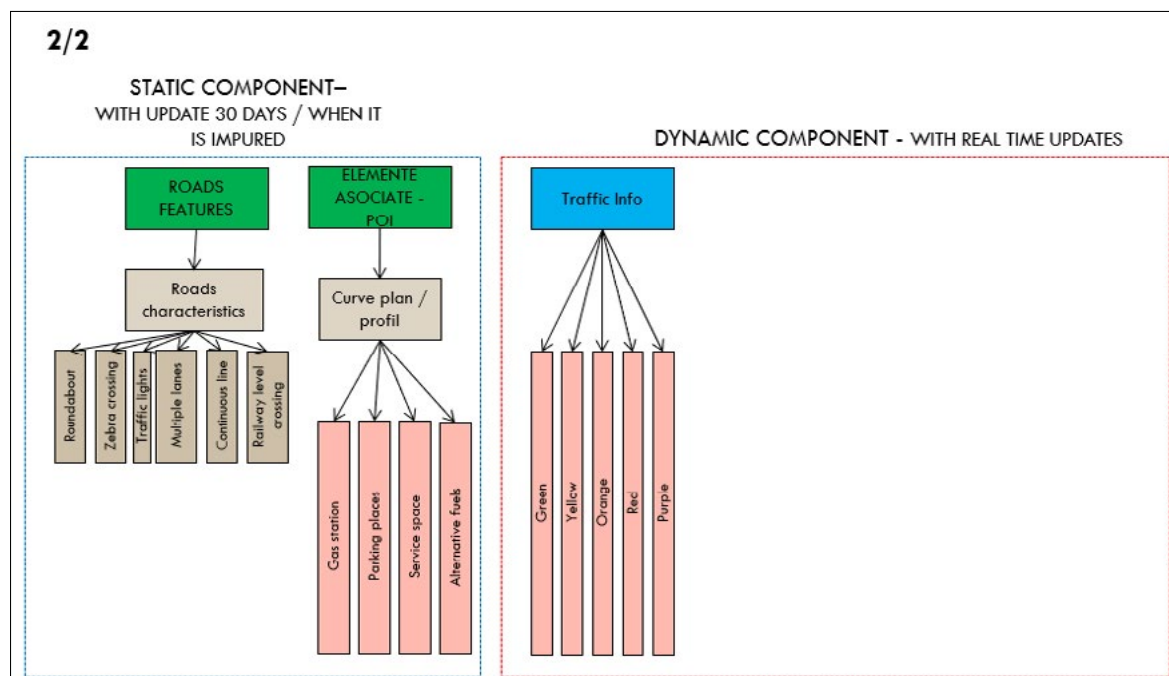 2/2
STATIC COMPONENT–
WITH UPDATE 30 DAYS / WHEN IT
IS IMPURED
DYNAMIC COMPONENT - WITH REAL TIME UPDATES
ROADS
FEATURES
ELEMENTE
ASOCIATE -
POI
Traffic Info
Roads
characteristics
Curve plan /
profil
Roundabout
Zebra crossing
Traffic lights
Multiple lanes
Continuous line
Railway level
crossing
Gas station
Parking places
Service space
Alternative fuels
Green
Yellow
Orange
Red
Purple